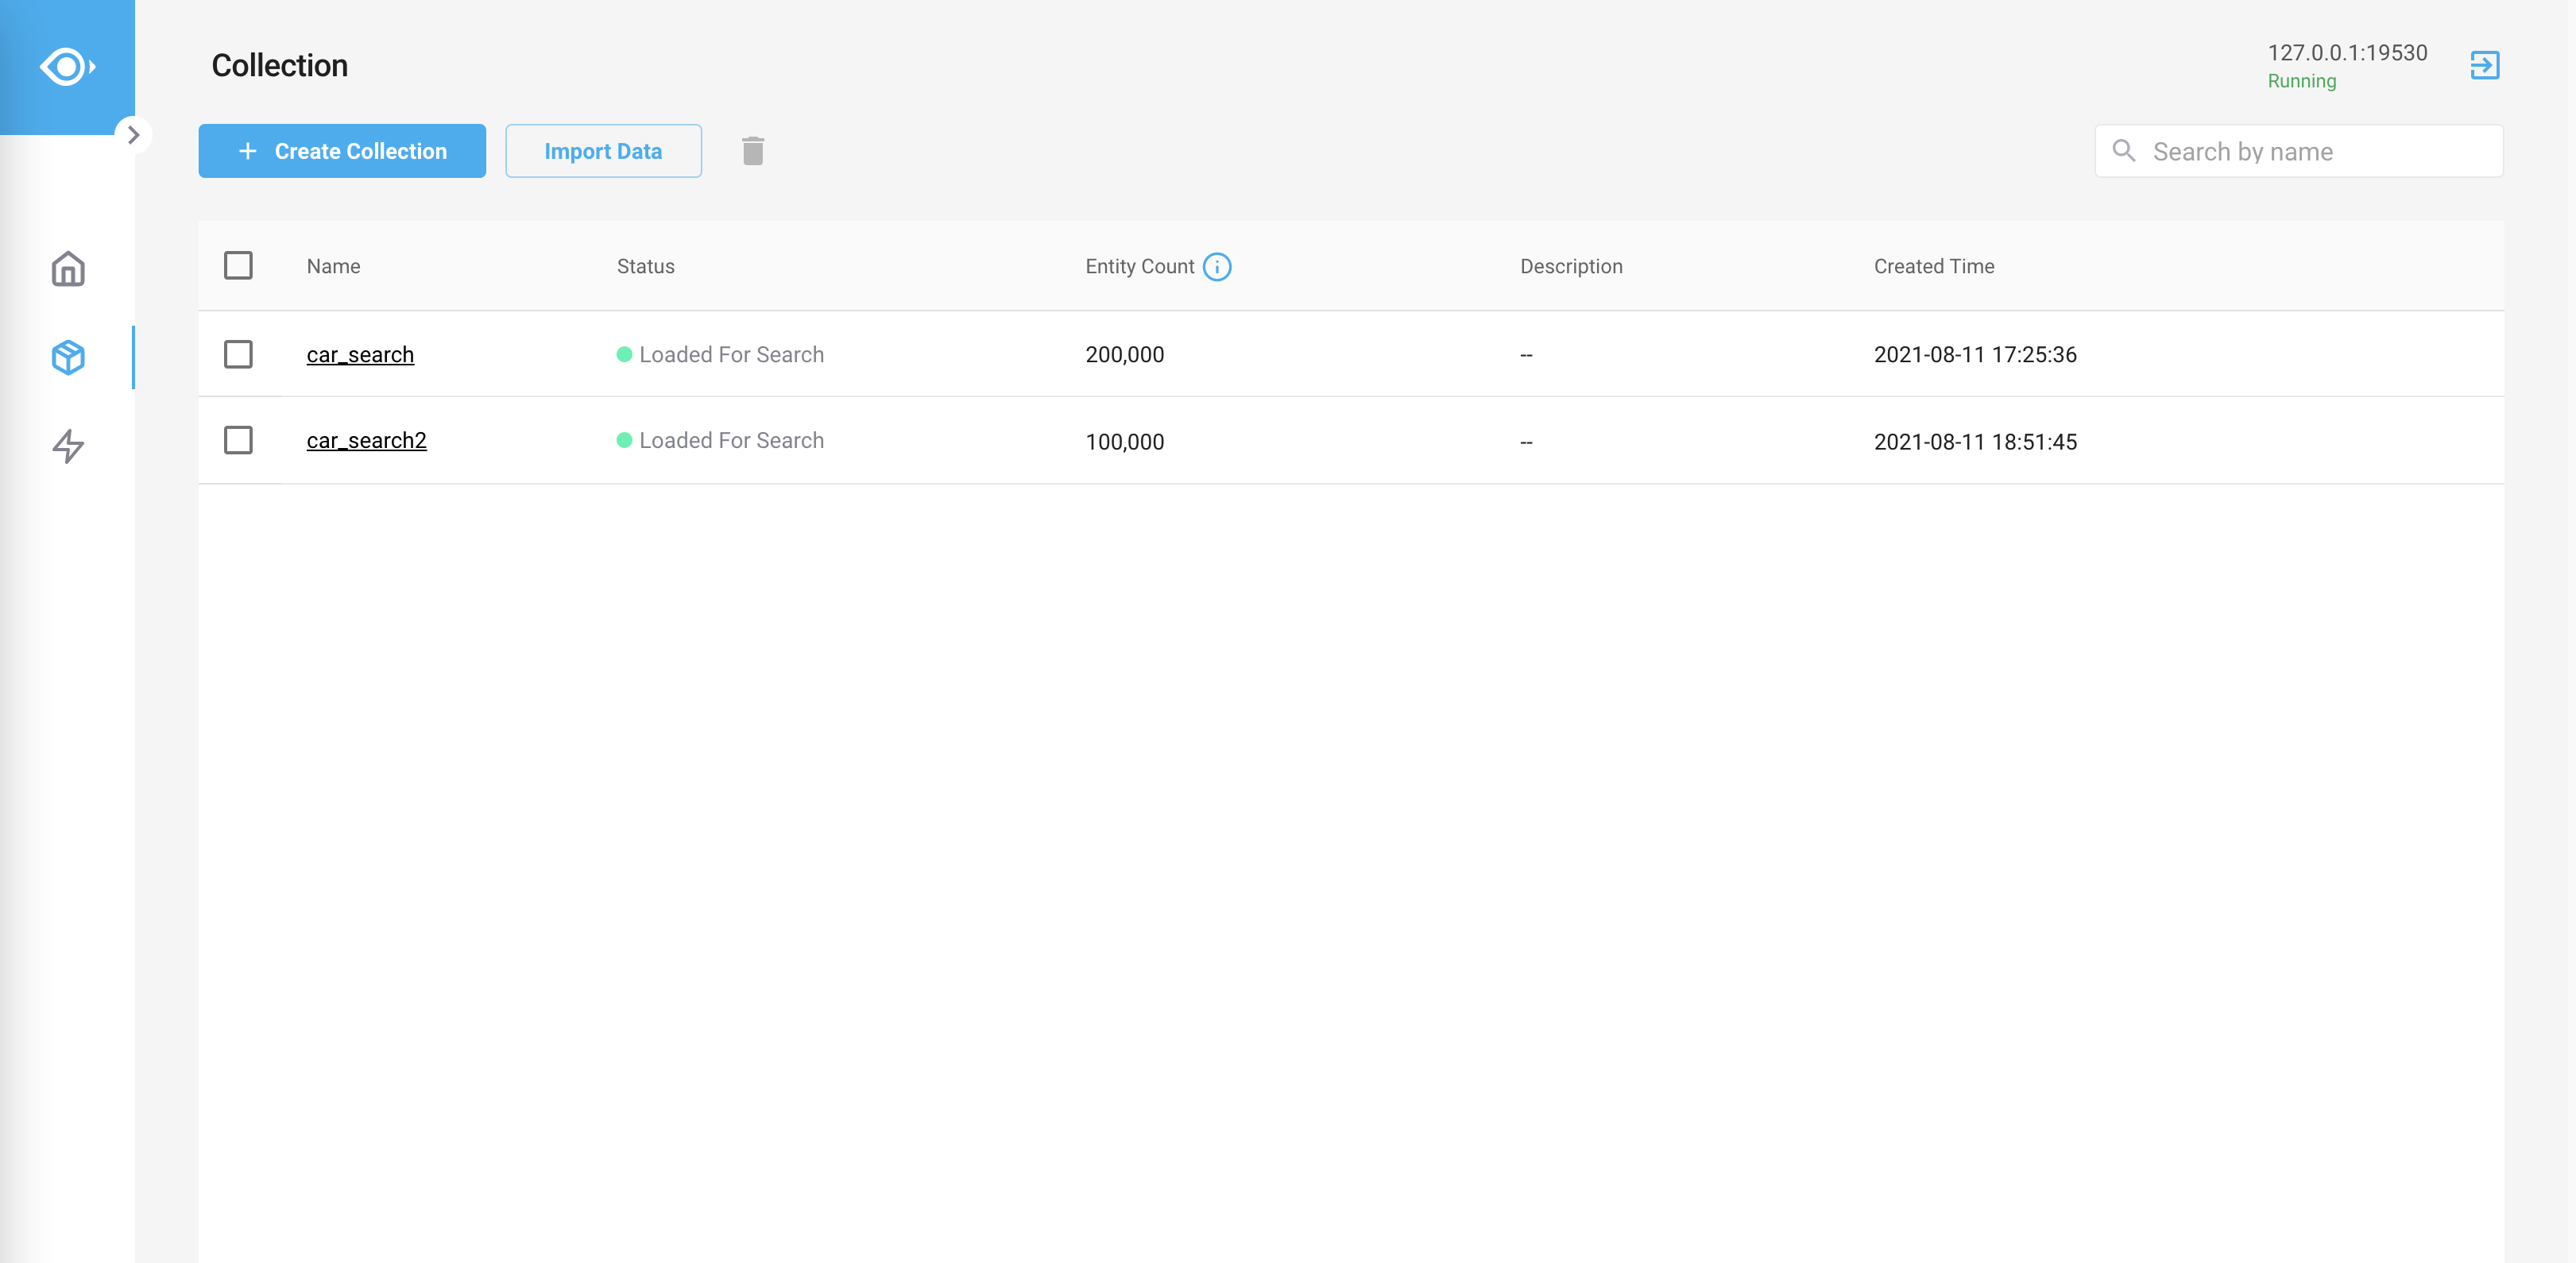 Collection
127.0.0.1:19530
Running
Create Collection
Import Data
Search by name
Name Status Entity Count Description Created Time
car_search Loaded For Search 200,000 -- 2021-08-11 17:25:36
car_search2 Loaded For Search 100,000 -- 2021-08-11 18:51:45